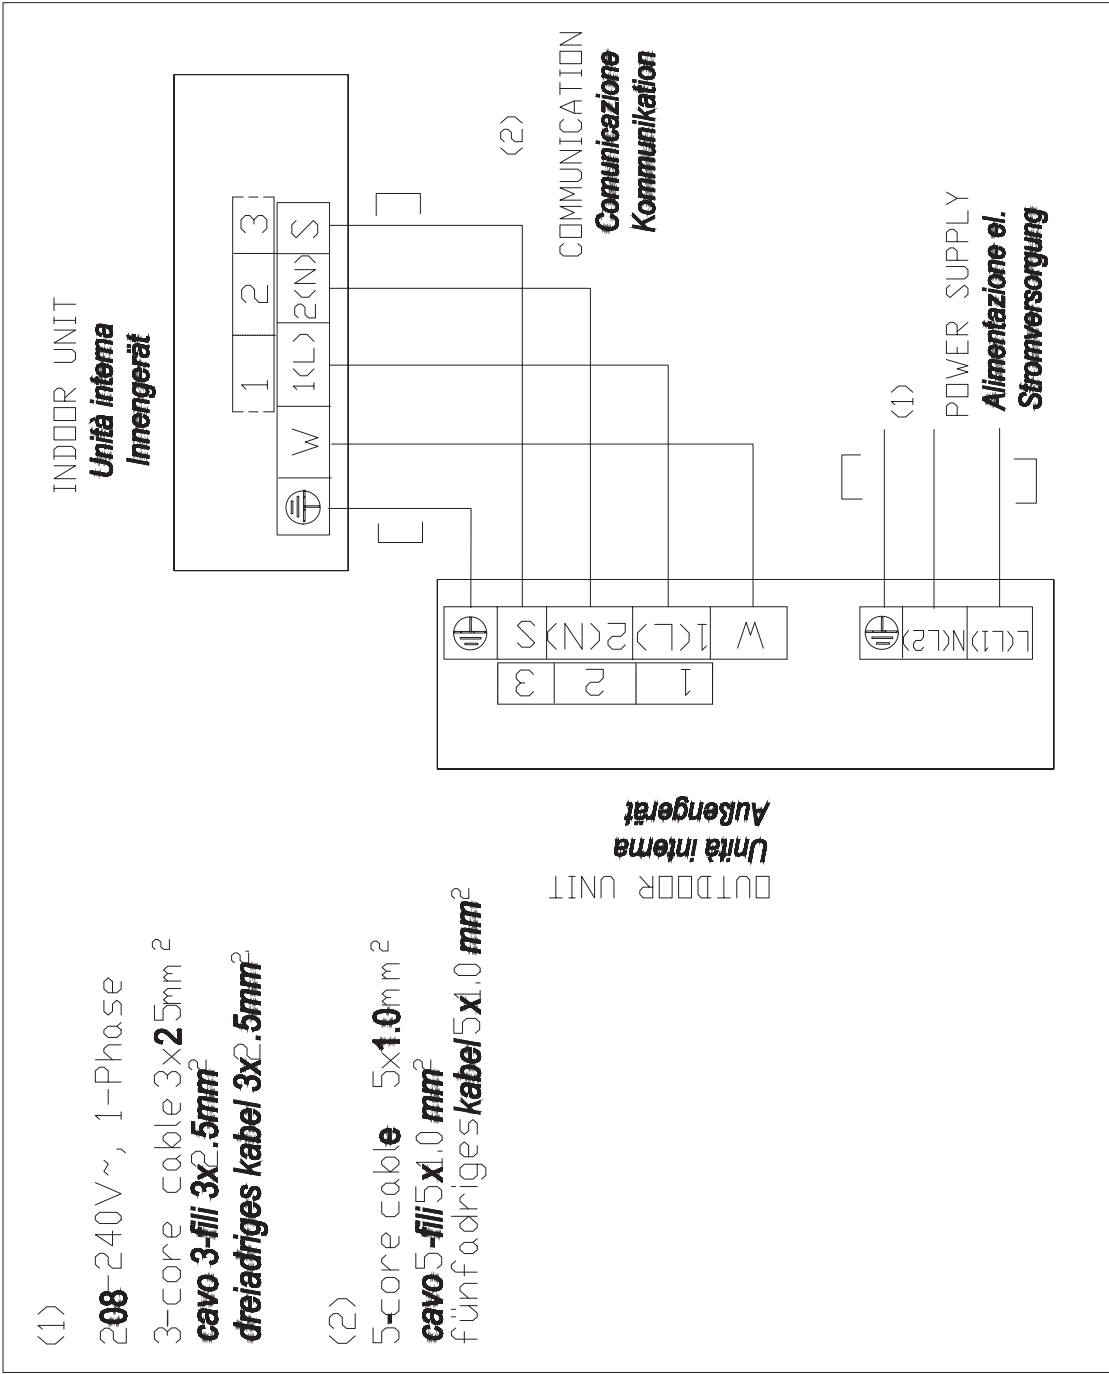 INDOOR UNIT
Unità interna
Innengerät
1 2 3
W 1(L) 2(N) S
(2)
COMMUNICATION
Comunicazione
Kommunikation
S 2(N) 1(L) W
3 2 1
N(L2) L(L1)
(1)
POWER SUPPLY
Alimentazione el.
Stromversorgung
OUTDOOR UNIT
Unità interna
Außengerät
(1)
208-240V~, 1-Phase
3-core cable 3x2.5mm²
cavo 3-fili 3x2.5mm²
dreiadriges kabel 3x2.5mm²
(2)
5-core cable 5x1.0mm²
cavo 5-fili 5x1.0 mm²
fünfadriges kabel 5x1.0 mm²